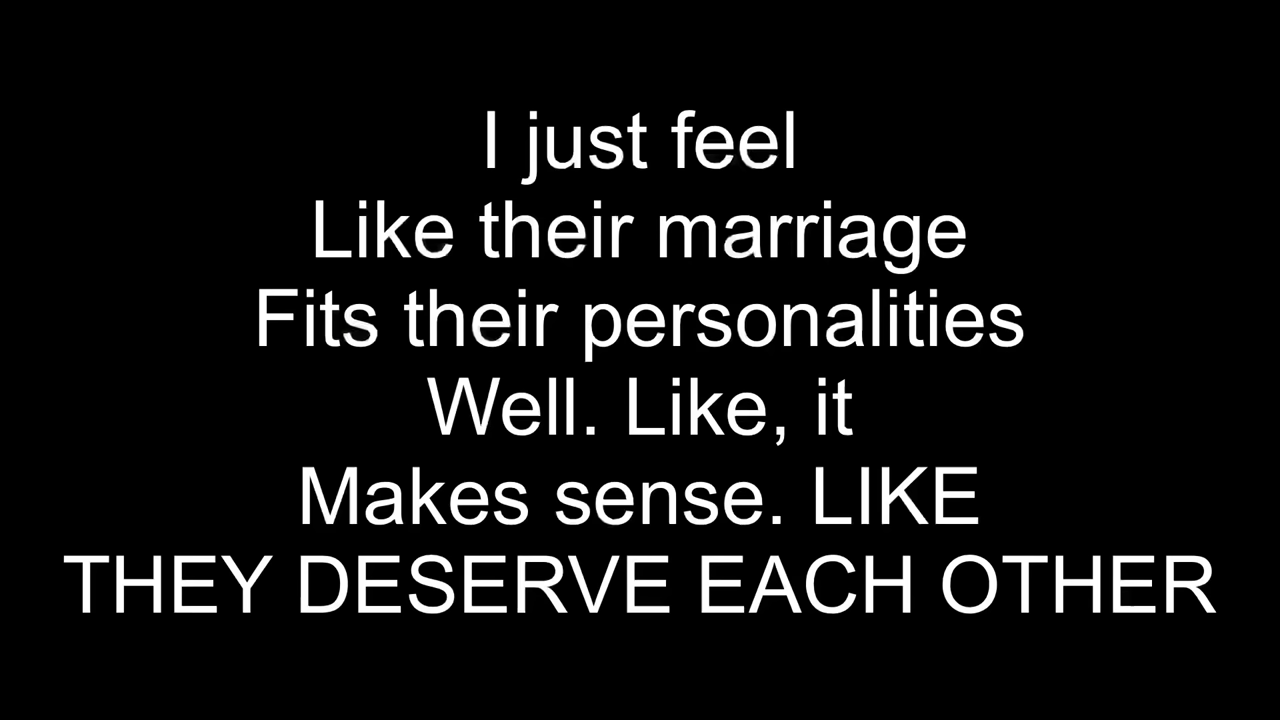 I just feel
Like their marriage
Fits their personalities
Well. Like, it
Makes sense. LIKE
THEY DESERVE EACH OTHER